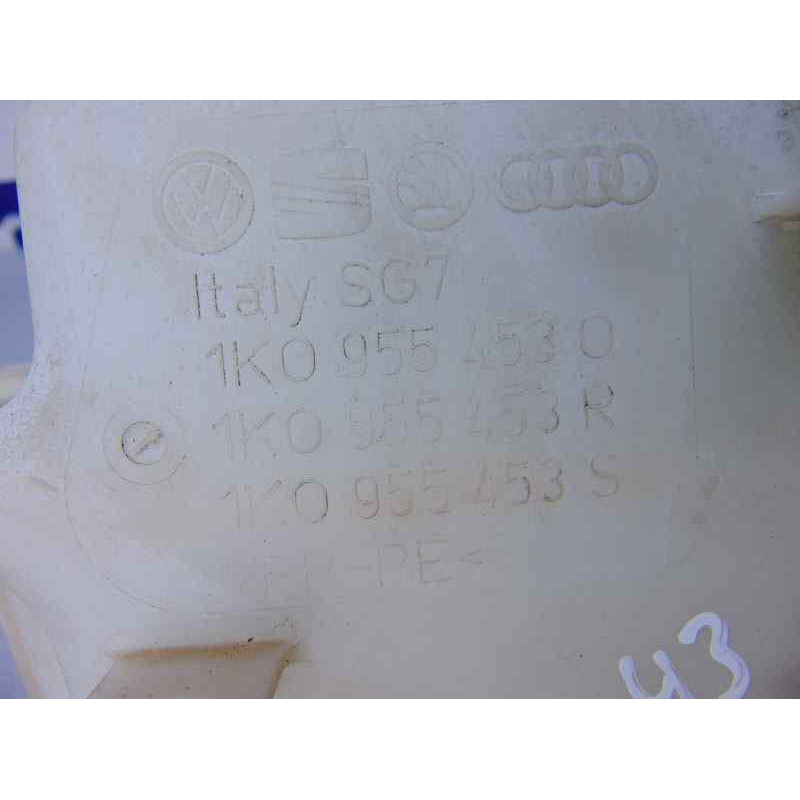 Italy SG7
1K0 955 453 Q
1K0 955 453 R
1K0 955 453 S
>PP-PE<
43